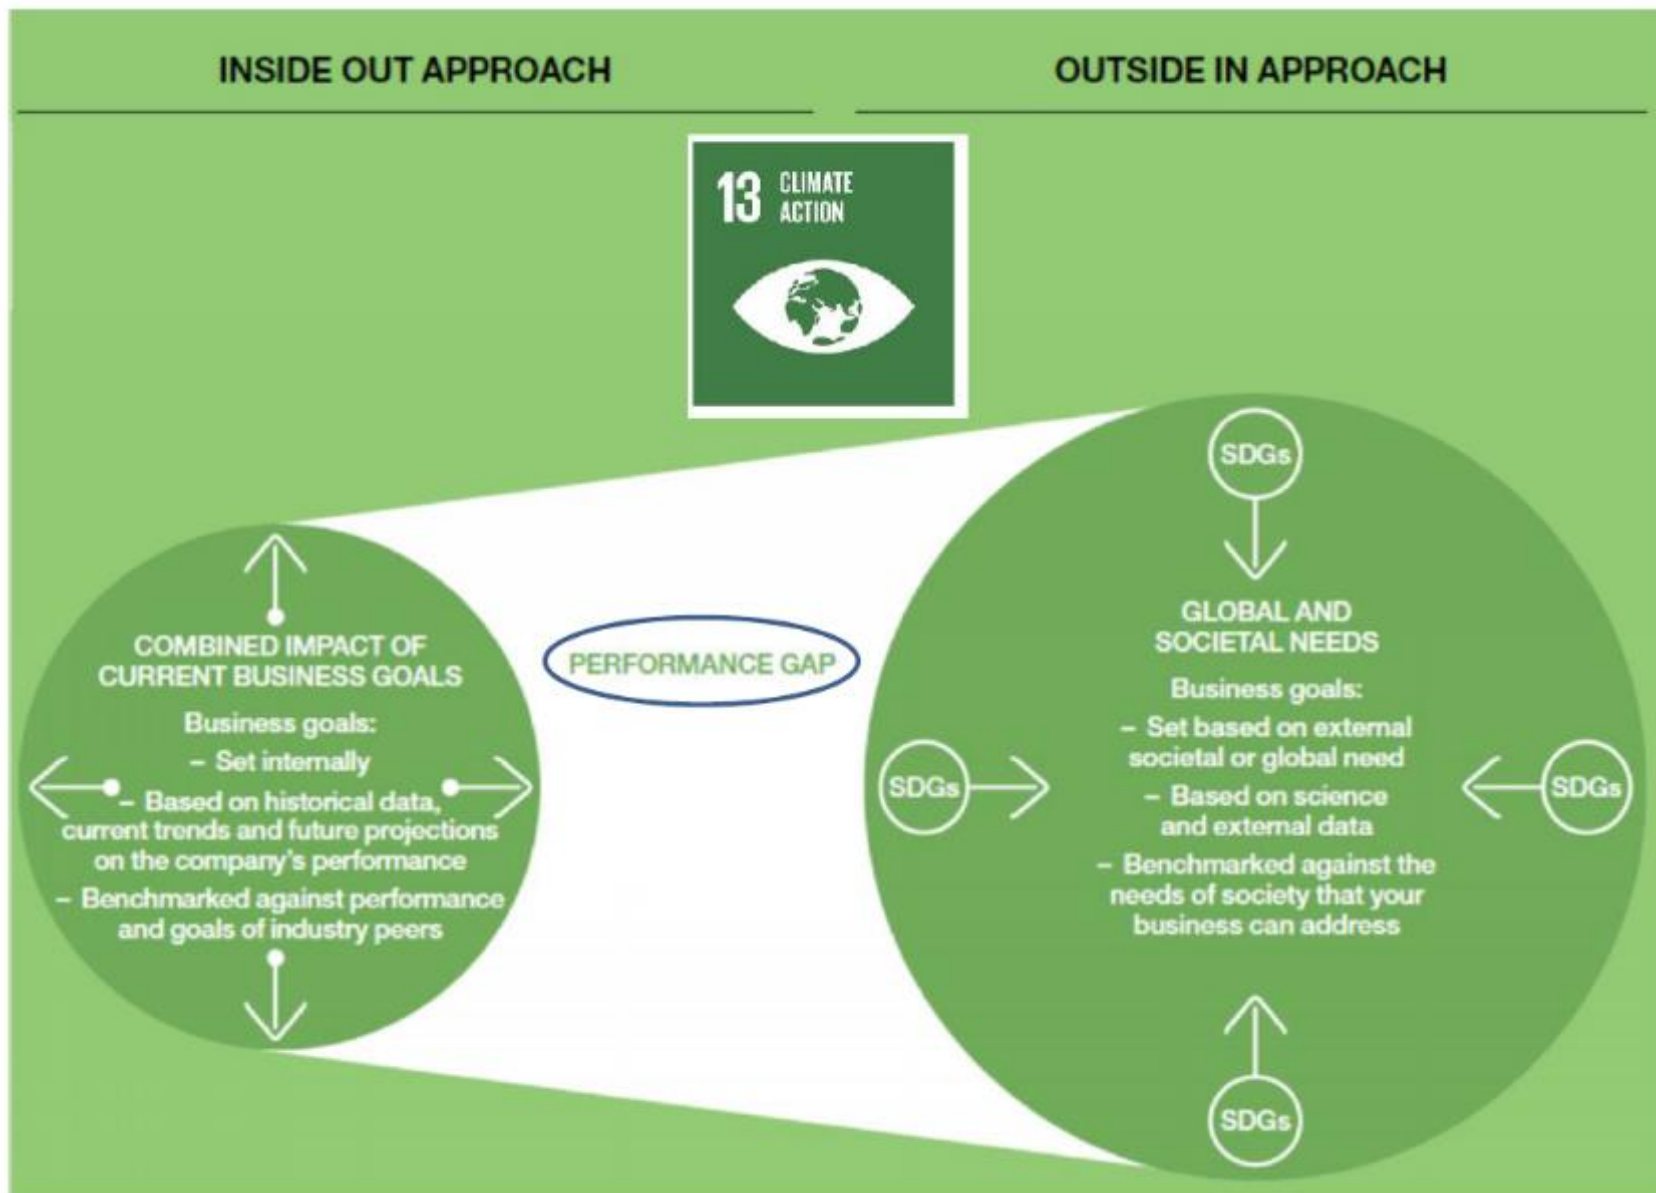 INSIDE OUT APPROACH
OUTSIDE IN APPROACH
13 CLIMATE
ACTION
COMBINED IMPACT OF
CURRENT BUSINESS GOALS
Business goals:
– Set internally
– Based on historical data,
current trends and future projections
on the company's performance
– Benchmarked against performance
and goals of industry peers
PERFORMANCE GAP
SDGs
GLOBAL AND
SOCIETAL NEEDS
Business goals:
– Set based on external
societal or global need
– Based on science
and external data
– Benchmarked against the
needs of society that your
business can address
SDGs
SDGs
SDGs